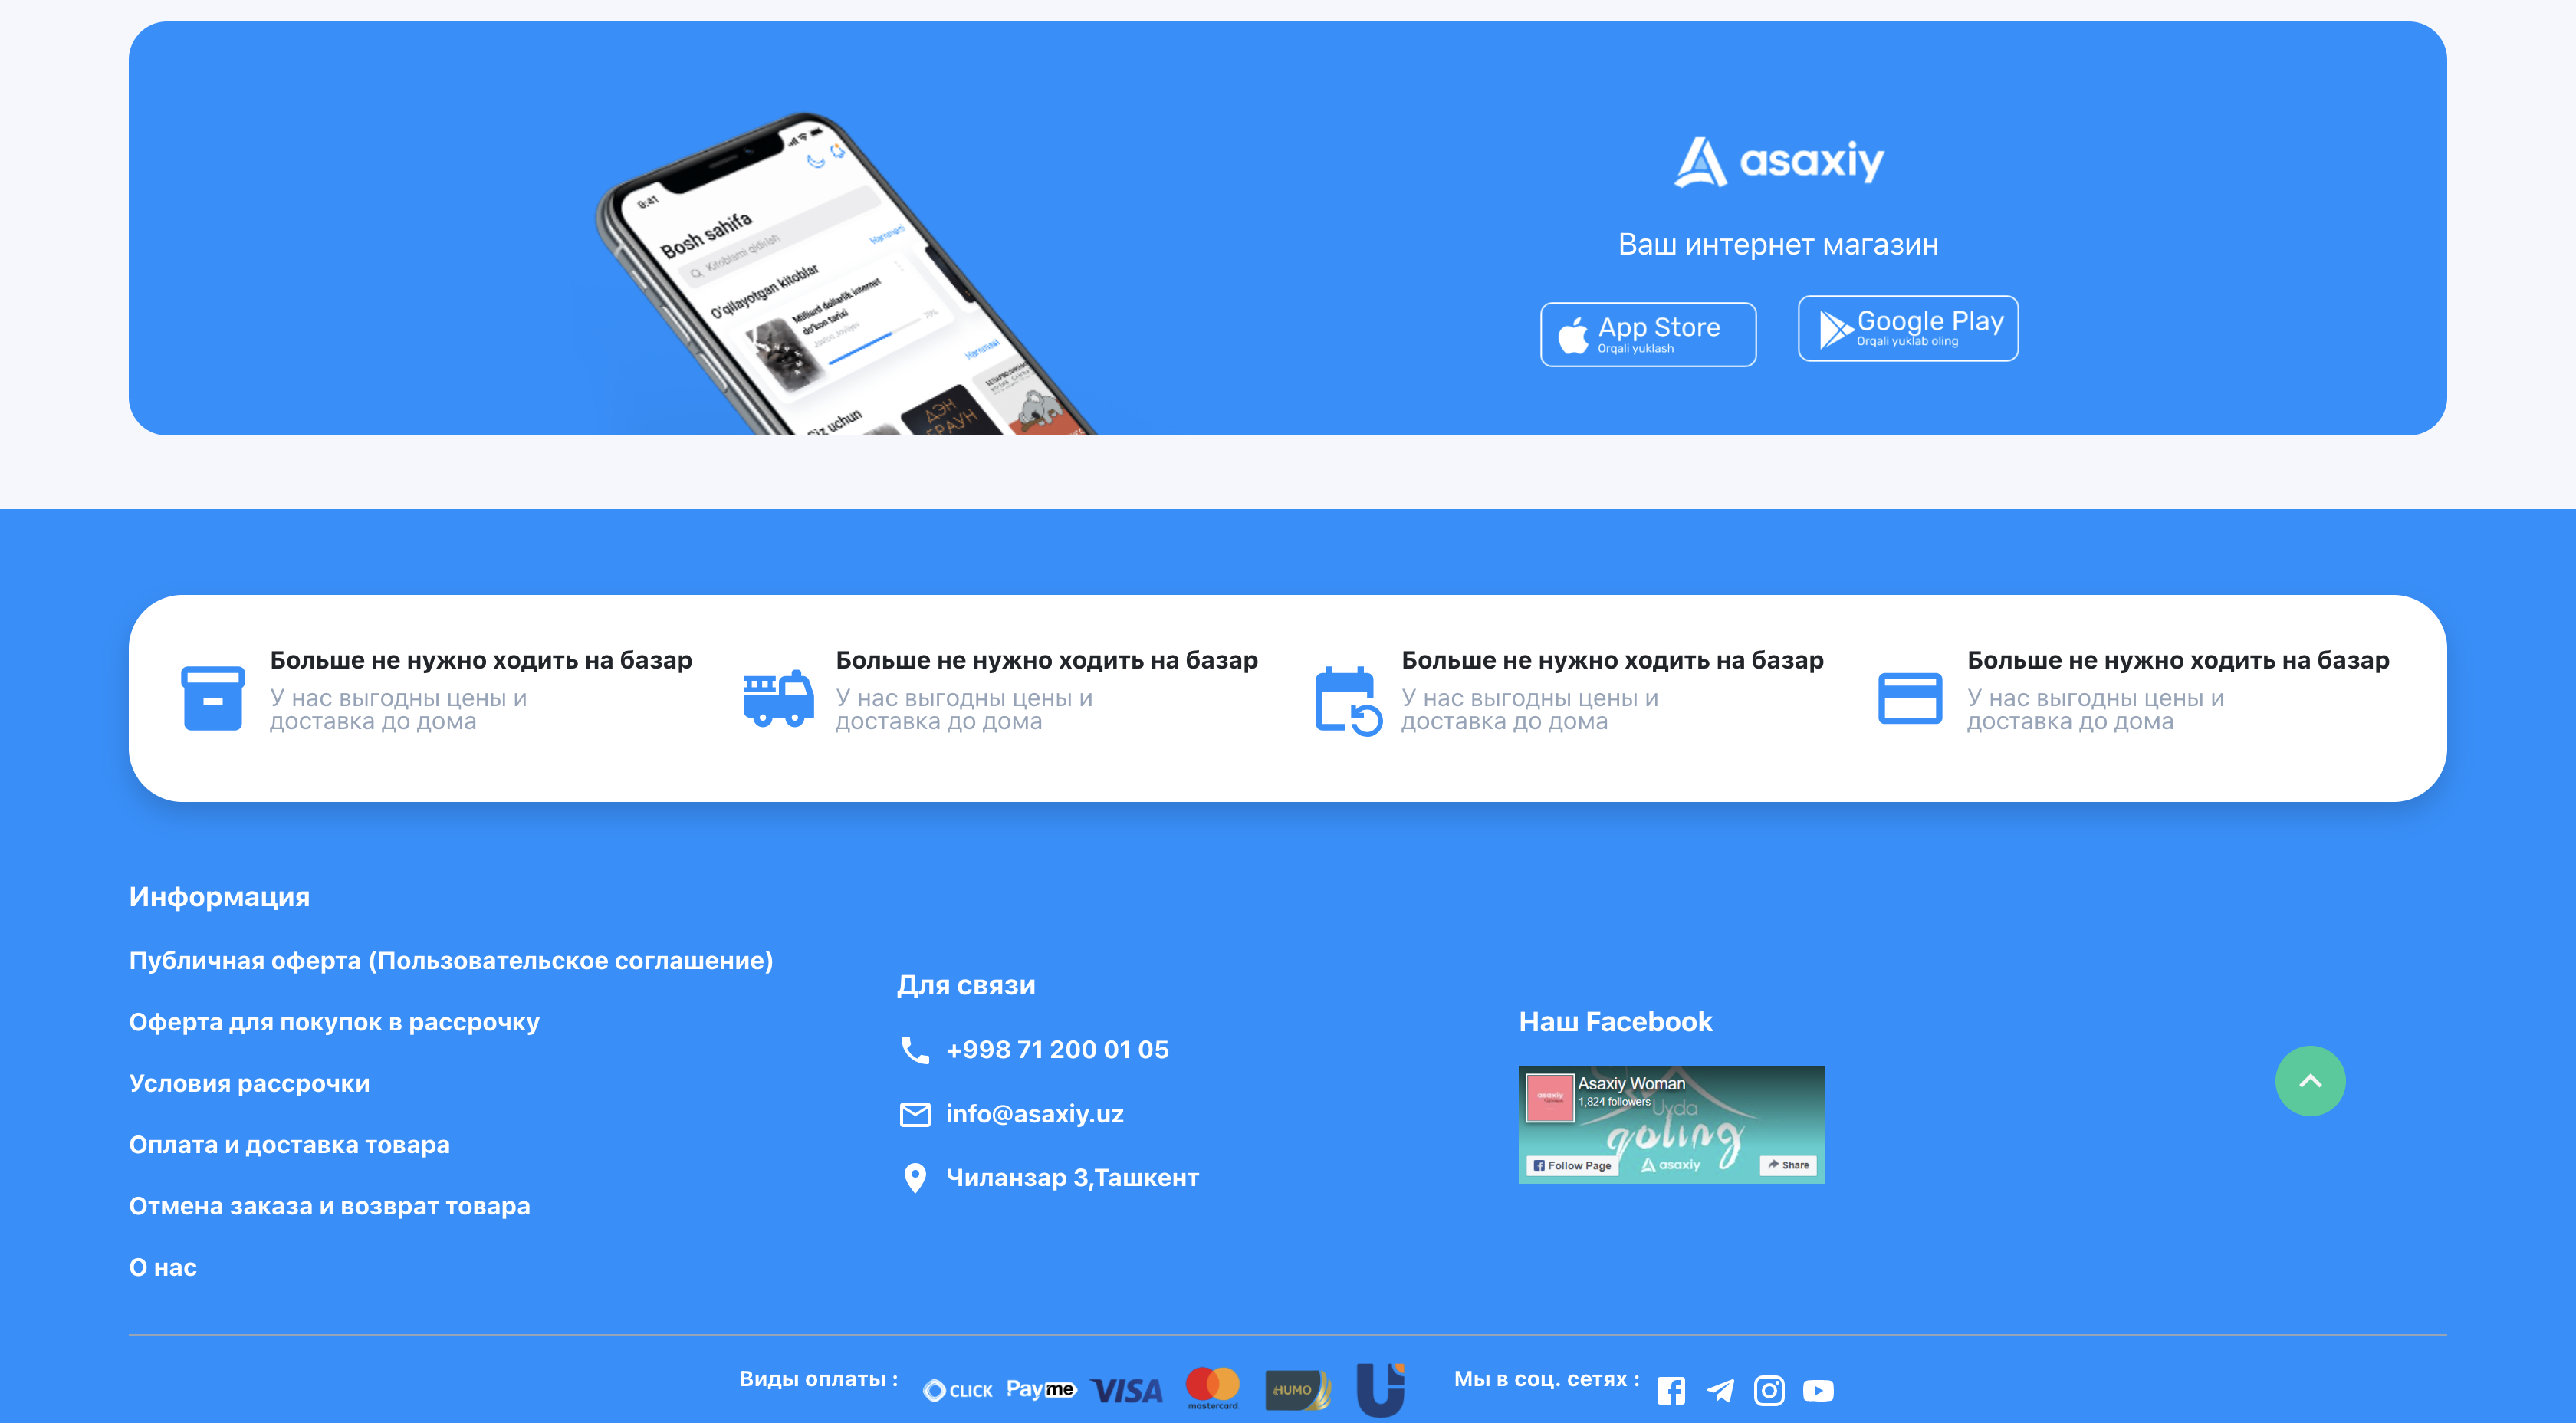 9:41
Bosh sahifa
Kitoblarni qidirish
O'qilayotgan kitoblar
Hammasi
Milliard dollarlik internet
do'kon tarixi
Hammasi
Siz uchun
ДЭН
БРАУН
asaxiy
Ваш интернет магазин
App Store
Orqali yuklash
Google Play
Orqali yuklab oling
Больше не нужно ходить на базар
У нас выгодны цены и
доставка до дома
Больше не нужно ходить на базар
У нас выгодны цены и
доставка до дома
Больше не нужно ходить на базар
У нас выгодны цены и
доставка до дома
Больше не нужно ходить на базар
У нас выгодны цены и
доставка до дома
Информация
Публичная оферта (Пользовательское соглашение)
Оферта для покупок в рассрочку
Условия рассрочки
Оплата и доставка товара
Отмена заказа и возврат товара
О нас
Для связи
+998 71 200 01 05
info@asaxiy.uz
Чиланзар 3,Ташкент
Наш Facebook
asaxiy
Asaxiy Woman
1,824 followers
Uyda
qoling
Follow Page
asaxiy
Share
Виды оплаты :
CLICK
Payme
VISA
mastercard
HUMO
Мы в соц. сетях :